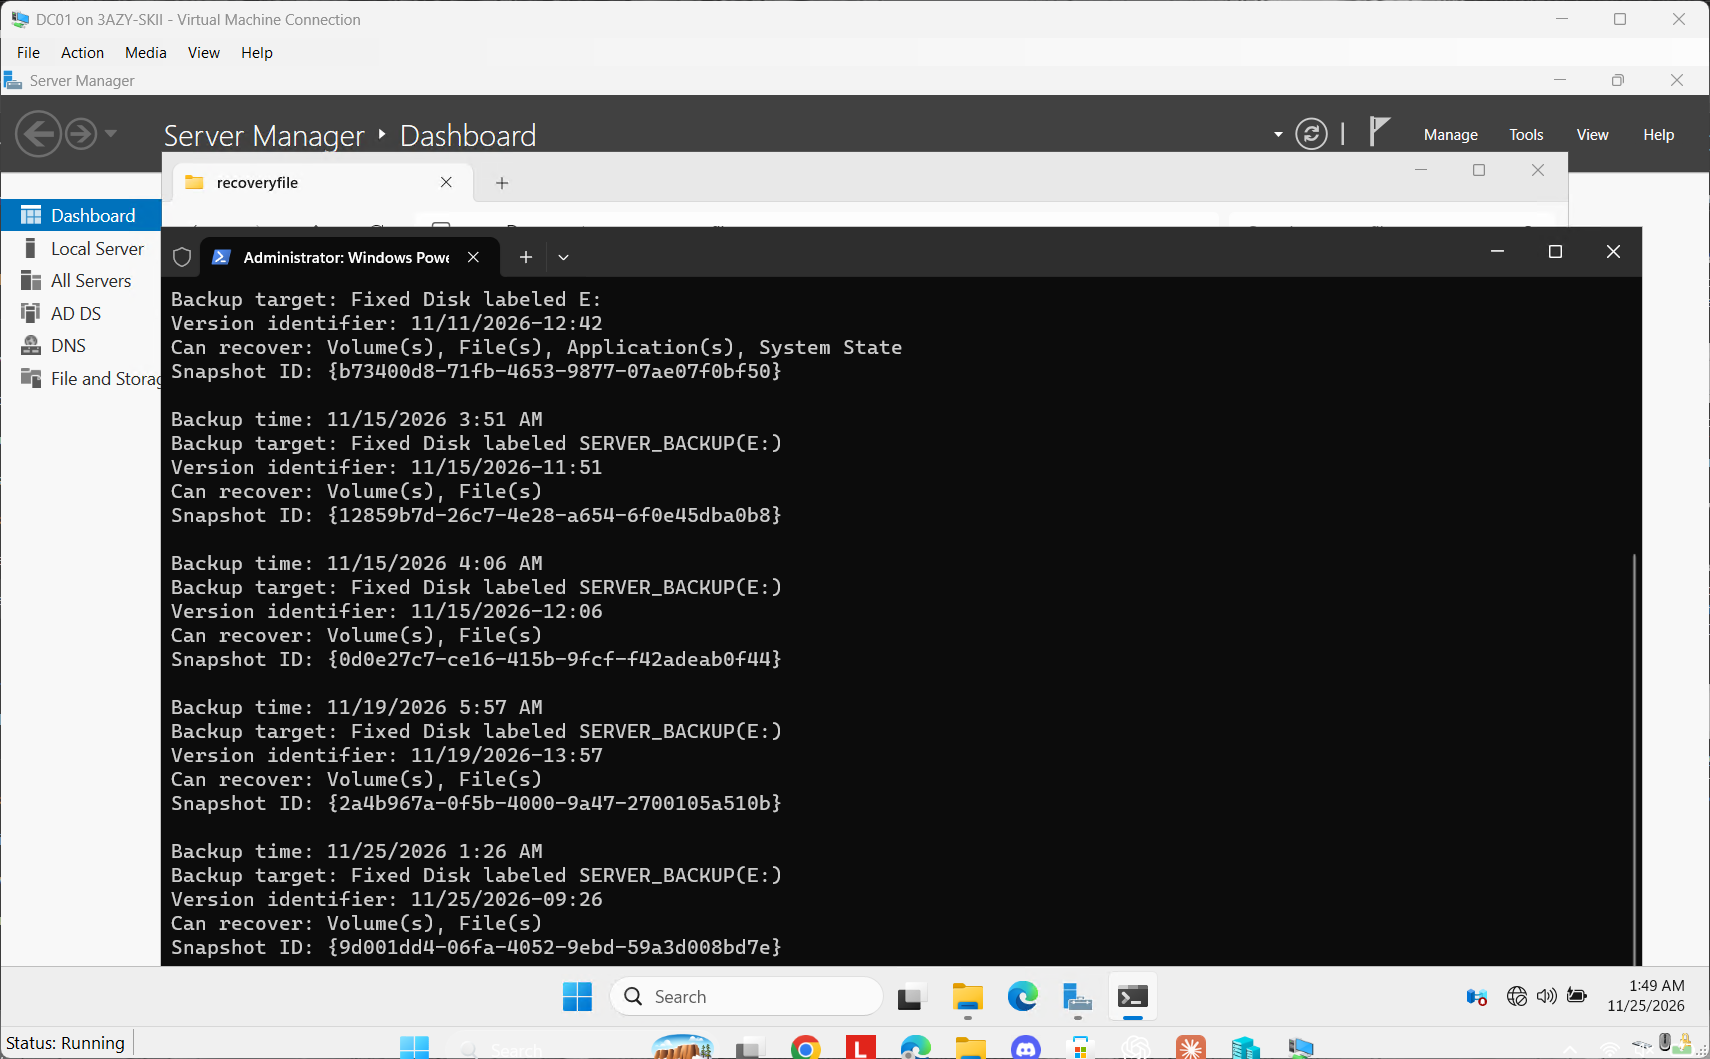 DC01 on 3AZY-SKII - Virtual Machine Connection
File Action Media View Help
Server Manager
Server Manager Dashboard
Manage Tools View Help
recoveryfile
Dashboard
Local Server
All Servers
AD DS
DNS
File and Storag
Administrator: Windows Powe
Backup target: Fixed Disk labeled E:
Version identifier: 11/11/2026-12:42
Can recover: Volume(s), File(s), Application(s), System State
Snapshot ID: {b73400d8-71fb-4653-9877-07ae07f0bf50}
Backup time: 11/15/2026 3:51 AM
Backup target: Fixed Disk labeled SERVER_BACKUP(E:)
Version identifier: 11/15/2026-11:51
Can recover: Volume(s), File(s)
Snapshot ID: {12859b7d-26c7-4e28-a654-6f0e45dba0b8}
Backup time: 11/15/2026 4:06 AM
Backup target: Fixed Disk labeled SERVER_BACKUP(E:)
Version identifier: 11/15/2026-12:06
Can recover: Volume(s), File(s)
Snapshot ID: {0d0e27c7-ce16-415b-9fcf-f42adeab0f44}
Backup time: 11/19/2026 5:57 AM
Backup target: Fixed Disk labeled SERVER_BACKUP(E:)
Version identifier: 11/19/2026-13:57
Can recover: Volume(s), File(s)
Snapshot ID: {2a4b967a-0f5b-4000-9a47-2700105a510b}
Backup time: 11/25/2026 1:26 AM
Backup target: Fixed Disk labeled SERVER_BACKUP(E:)
Version identifier: 11/25/2026-09:26
Can recover: Volume(s), File(s)
Snapshot ID: {9d001dd4-06fa-4052-9ebd-59a3d008bd7e}
Search
1:49 AM
11/25/2026
Status: Running
Search